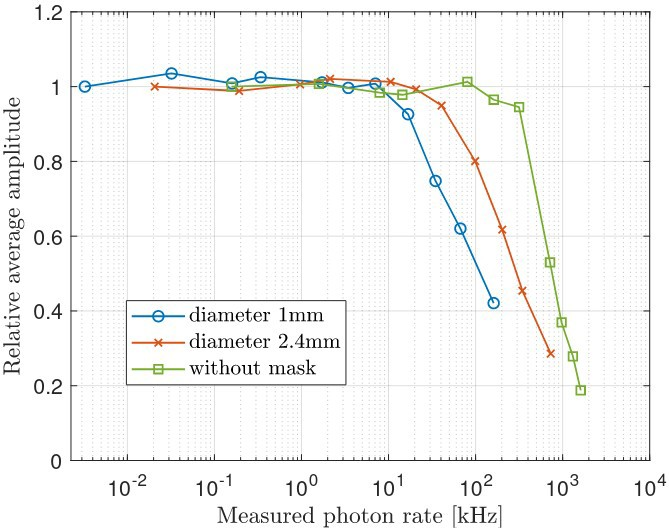 1.2
1
0.8
0.6
0.4
0.2
0
Relative average amplitude
diameter 1mm
diameter 2.4mm
without mask
10^-2 10^-1 10^0 10^1 10^2 10^3 10^4
Measured photon rate [kHz]